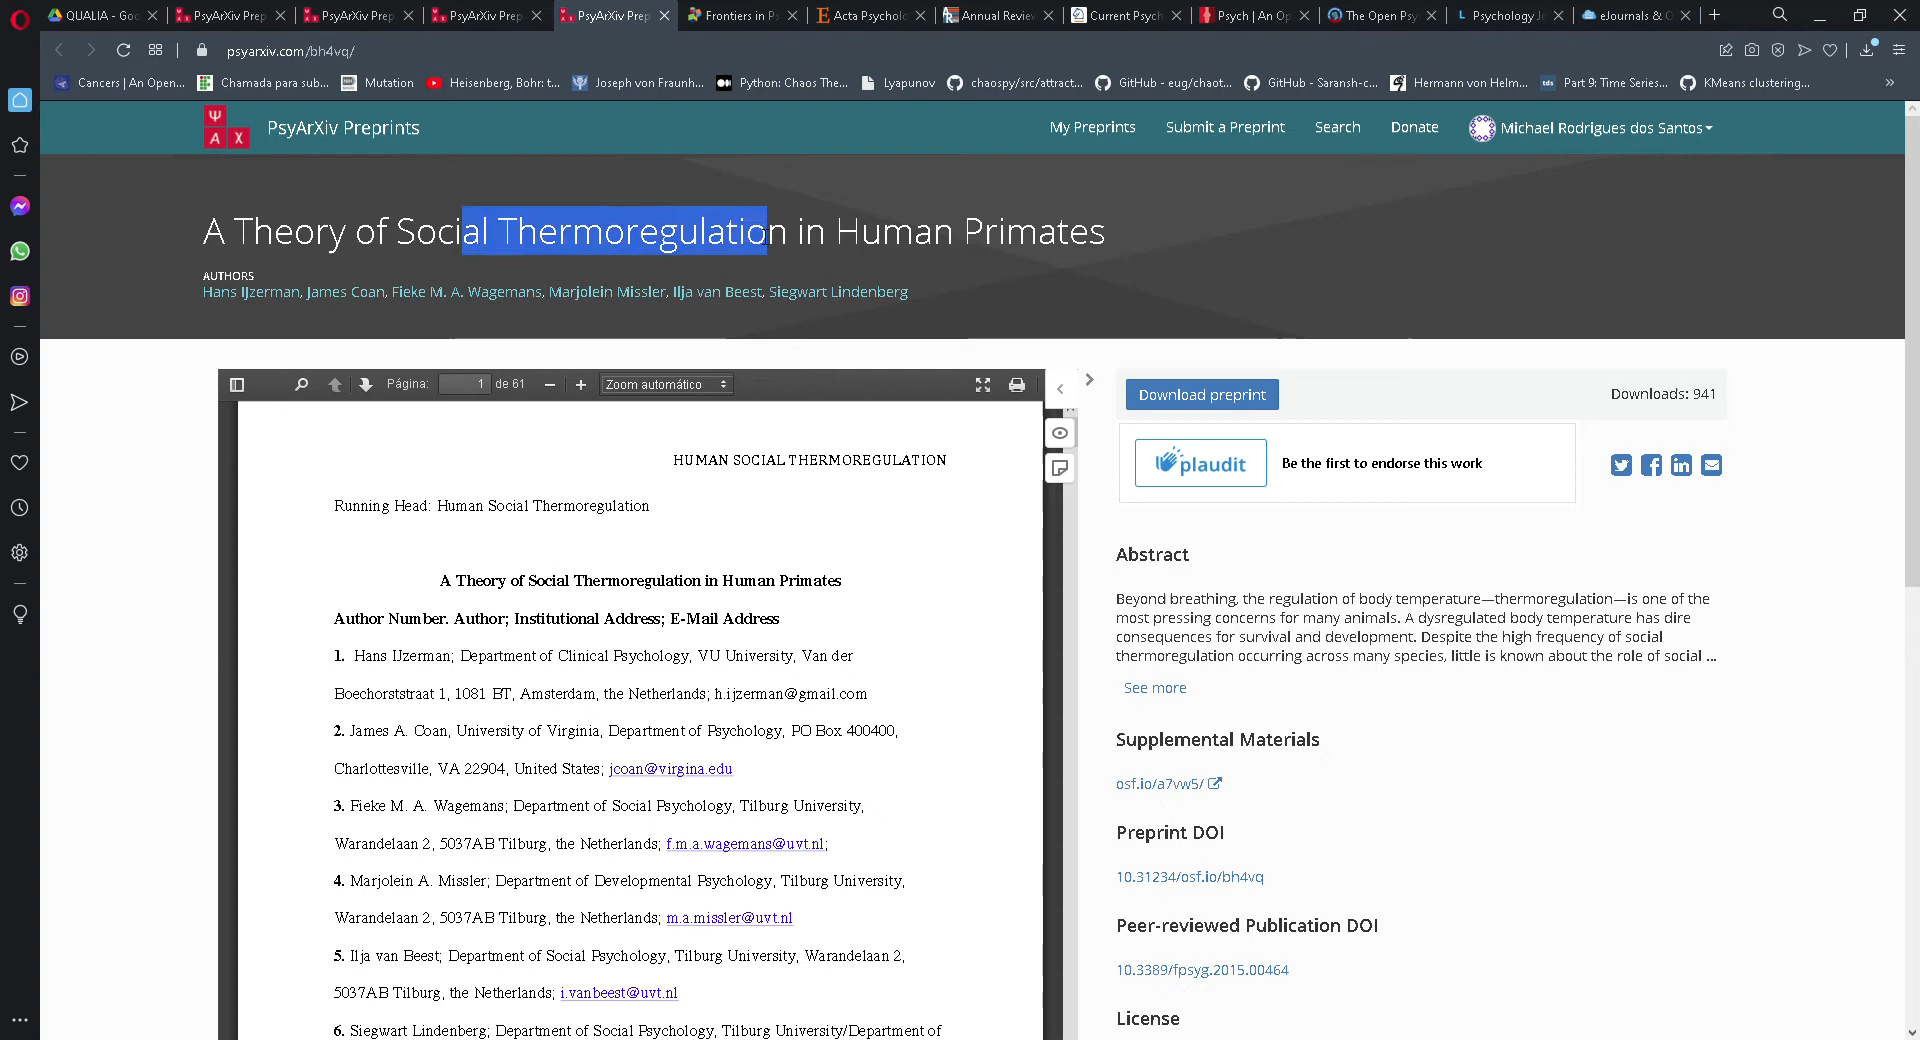 QUALIA - Goo
PsyArXiv Prep
PsyArXiv Prep
PsyArXiv Prep
PsyArXiv Prep
Frontiers in Ps
Acta Psycholo
Annual Review
Current Psych
Psych | An Op
The Open Psy
Psychology Jo
eJournals & C
psyarxiv.com/bh4vq/
Cancers | An Open...
Chamada para sub...
Mutation
Heisenberg, Bohr: t...
Joseph von Fraunh...
Python: Chaos The...
Lyapunov
chaospy/src/attract...
GitHub - eug/chaot...
GitHub - Saransh-c...
Hermann von Helm...
tds Part 9: Time Series...
KMeans clustering...
Ψ
A X
PsyArXiv Preprints
My Preprints
Submit a Preprint
Search
Donate
Michael Rodrigues dos Santos
A Theory of Social Thermoregulation in Human Primates
AUTHORS
Hans IJzerman, James Coan, Fieke M. A. Wagemans, Marjolein Missler, Ilja van Beest, Siegwart Lindenberg
Página: 1 de 61
Zoom automático
HUMAN SOCIAL THERMOREGULATION
Running Head: Human Social Thermoregulation
A Theory of Social Thermoregulation in Human Primates
Author Number. Author; Institutional Address; E-Mail Address
1. Hans IJzerman; Department of Clinical Psychology, VU University, Van der
Boechorststraat 1, 1081 BT, Amsterdam, the Netherlands; h.ijzerman@gmail.com
2. James A. Coan, University of Virginia, Department of Psychology, PO Box 400400,
Charlottesville, VA 22904, United States; jcoan@virgina.edu
3. Fieke M. A. Wagemans; Department of Social Psychology, Tilburg University,
Warandelaan 2, 5037AB Tilburg, the Netherlands; f.m.a.wagemans@uvt.nl;
4. Marjolein A. Missler; Department of Developmental Psychology, Tilburg University,
Warandelaan 2, 5037AB Tilburg, the Netherlands; m.a.missler@uvt.nl
5. Ilja van Beest; Department of Social Psychology, Tilburg University, Warandelaan 2,
5037AB Tilburg, the Netherlands; i.vanbeest@uvt.nl
6. Siegwart Lindenberg; Department of Social Psychology, Tilburg University/Department of
Download preprint
Downloads: 941
plaudit
Be the first to endorse this work
Abstract
Beyond breathing, the regulation of body temperature—thermoregulation—is one of the
most pressing concerns for many animals. A dysregulated body temperature has dire
consequences for survival and development. Despite the high frequency of social
thermoregulation occurring across many species, little is known about the role of social ...
See more
Supplemental Materials
osf.io/a7vw5/
Preprint DOI
10.31234/osf.io/bh4vq
Peer-reviewed Publication DOI
10.3389/fpsyg.2015.00464
License